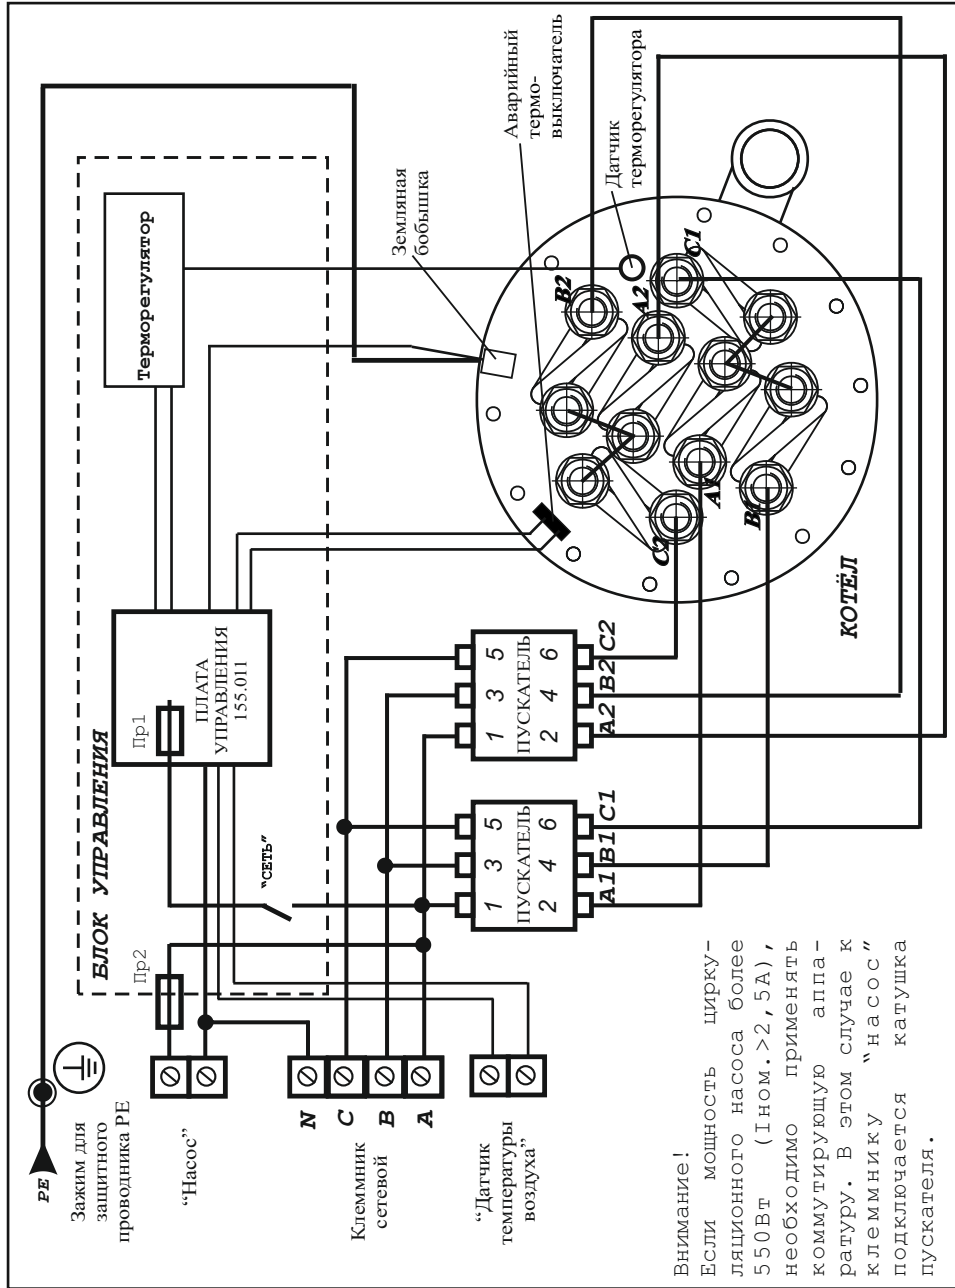 PE
Зажим для
защитного
проводника PE
"Насос"
N
C
B
A
Клеммник
сетевой
"Датчик
температуры
воздуха"
Пр2
БЛОК УПРАВЛЕНИЯ
"СЕТЬ"
Пр1
ПЛАТА
УПРАВЛЕНИЯ
155.011
Терморегулятор
1 3 5
ПУСКАТЕЛЬ
2 4 6
A1 B1 C1
1 3 5
ПУСКАТЕЛЬ
2 4 6
A2 B2 C2
Земляная
бобышка
Аварийный
термо-
выключатель
Датчик
терморегулятора
B2
A2
C1
C2
A1
B1
КОТЁЛ
Внимание!
Если мощность цирку-
ляционного насоса более
550Вт (Iном.>2,5А),
необходимо применять
коммутирующую аппа-
ратуру. В этом случае к
клеммнику "насос"
подключается катушка
пускателя.